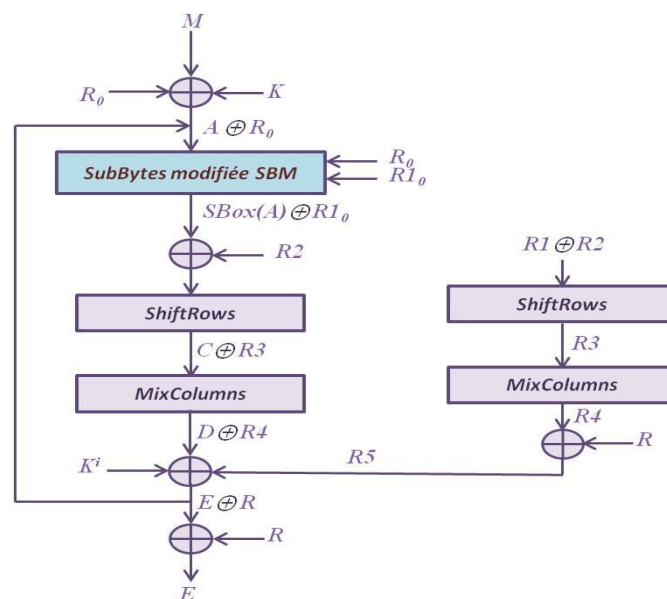 M
R₀ K
A ⊕ R₀
SubBytes modifiée SBM
R₀
R1₀
SBox(A) ⊕ R1₀
R2
ShiftRows
C ⊕ R3
MixColumns
D ⊕ R4
Kⁱ
E ⊕ R
R
E
R1 ⊕ R2
ShiftRows
R3
MixColumns
R4
R
R5